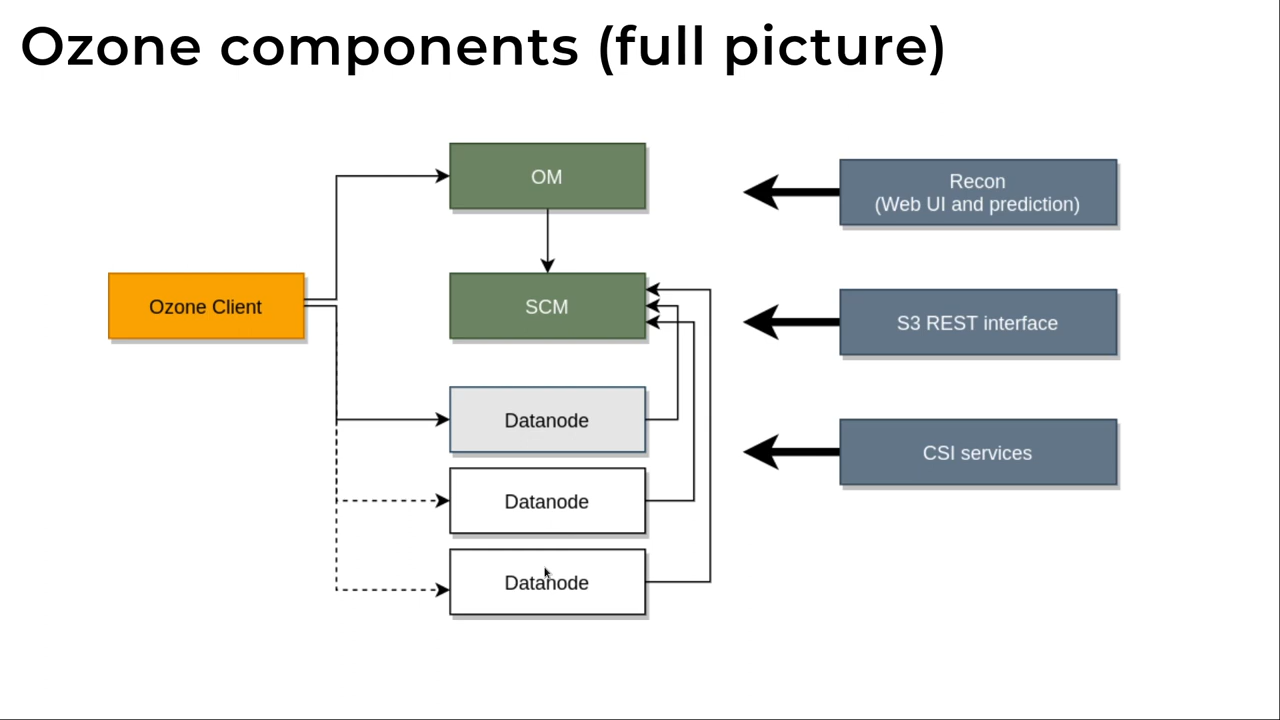 Ozone components (full picture)
OM
Recon
(Web UI and prediction)
Ozone Client
SCM
S3 REST interface
Datanode
CSI services
Datanode
Datanode